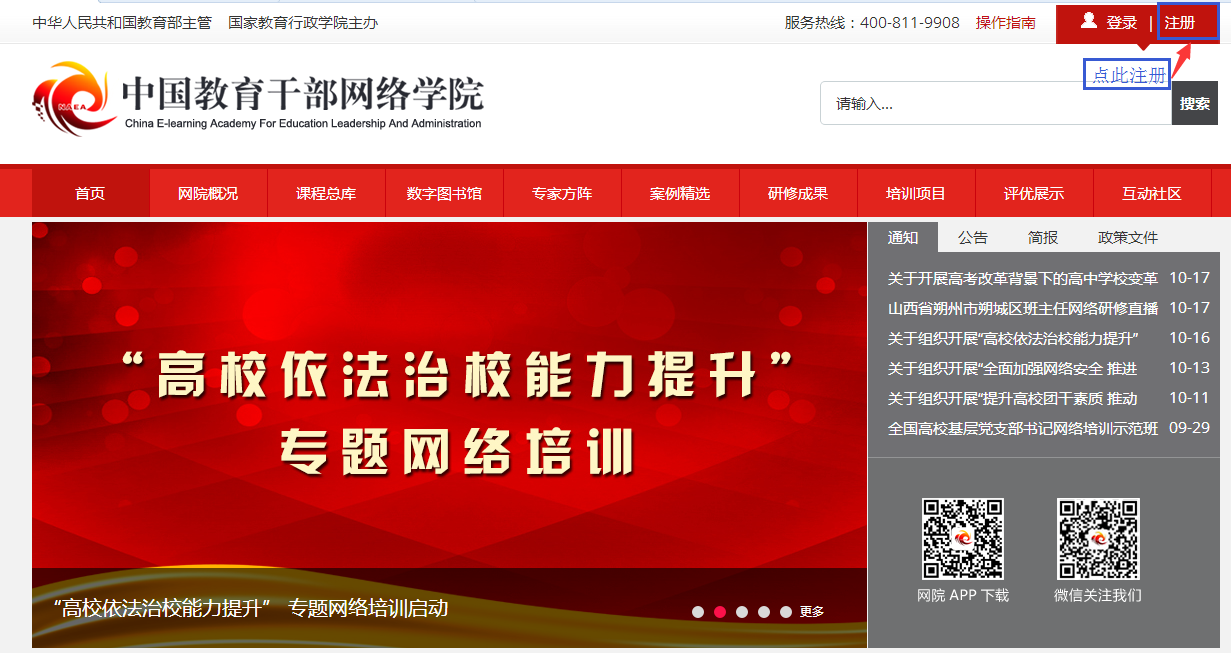 中华人民共和国教育部主管 国家教育行政学院主办
服务热线：400-811-9908 操作指南
登录 | 注册
点此注册
NAEA
中国教育干部网络学院
China E-learning Academy For Education Leadership And Administration
请输入...
搜索
首页 网院概况 课程总库 数字图书馆 专家方阵 案例精选 研修成果 培训项目 评优展示 互动社区
“高校依法治校能力提升”
专题网络培训
“高校依法治校能力提升” 专题网络培训启动
更多
通知 公告 简报 政策文件
关于开展高考改革背景下的高中学校变革 10-17
山西省朔州市朔城区班主任网络研修直播 10-17
关于组织开展“高校依法治校能力提升” 10-16
关于组织开展“全面加强网络安全 推进 10-13
关于组织开展“提升高校团干素质 推动 10-11
全国高校基层党支部书记网络培训示范班 09-29
网院 APP 下载
微信关注我们